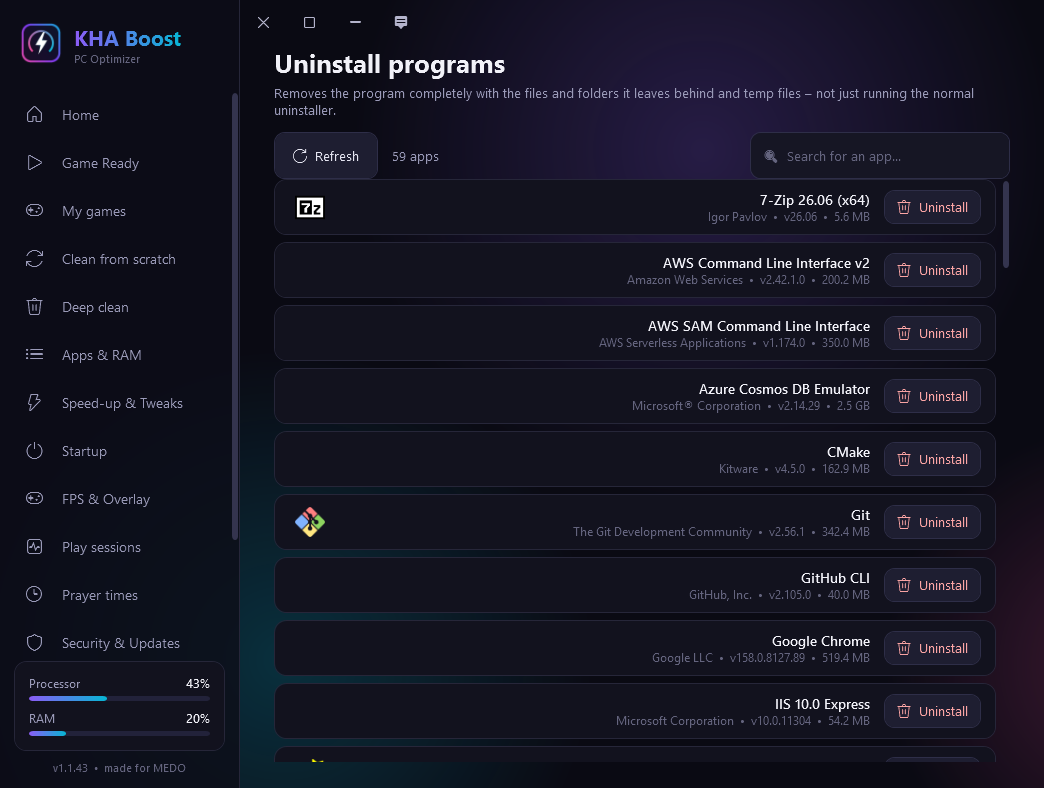 KHA Boost
PC Optimizer
Home
Game Ready
My games
Clean from scratch
Deep clean
Apps & RAM
Speed-up & Tweaks
Startup
FPS & Overlay
Play sessions
Prayer times
Security & Updates
Processor 43%
RAM 20%
v1.1.43 • made for MEDO
Uninstall programs
Removes the program completely with the files and folders it leaves behind and temp files – not just running the normal
uninstaller.
Refresh
59 apps
Search for an app...
7z
7-Zip 26.06 (x64)
Igor Pavlov • v26.06 • 5.6 MB
Uninstall
AWS Command Line Interface v2
Amazon Web Services • v2.42.1.0 • 200.2 MB
Uninstall
AWS SAM Command Line Interface
AWS Serverless Applications • v1.174.0 • 350.0 MB
Uninstall
Azure Cosmos DB Emulator
Microsoft® Corporation • v2.14.29 • 2.5 GB
Uninstall
CMake
Kitware • v4.5.0 • 162.9 MB
Uninstall
Git
The Git Development Community • v2.56.1 • 342.4 MB
Uninstall
GitHub CLI
GitHub, Inc. • v2.105.0 • 40.0 MB
Uninstall
Google Chrome
Google LLC • v158.0.8127.89 • 519.4 MB
Uninstall
IIS 10.0 Express
Microsoft Corporation • v10.0.11304 • 54.2 MB
Uninstall